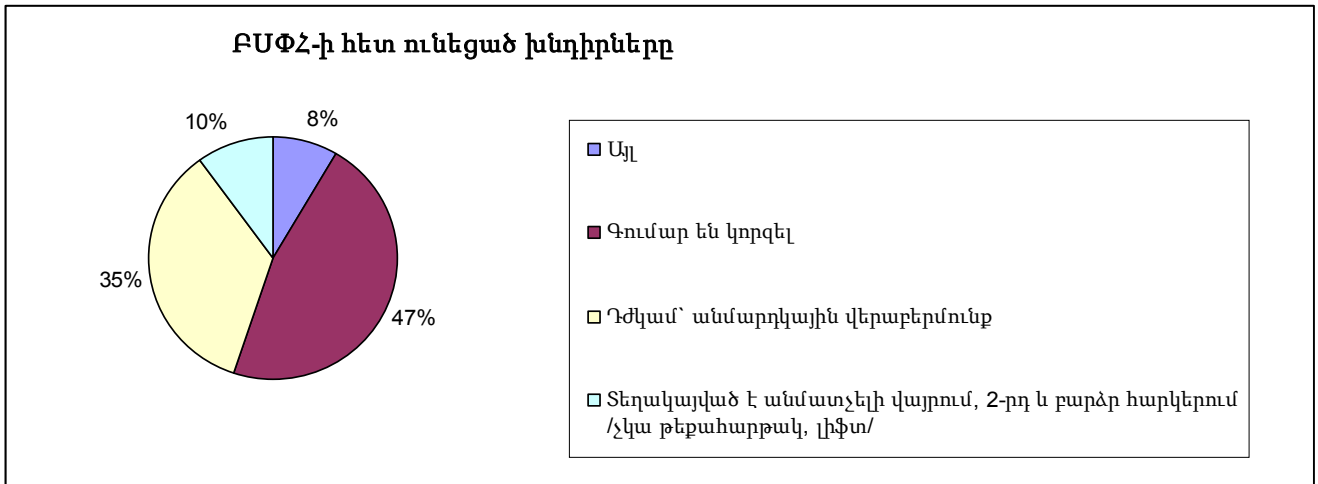 ԲՍՓՀ-ի հետ ունեցած խնդիրները
10%
8%
35%
47%
Այլ
Գումար են կորզել
Դժկամ՝ անմարդկային վերաբերմունք
Տեղակայված է անմատչելի վայրում, 2-րդ և բարձր հարկերում
/չկա թեքահարթակ, լիֆտ/